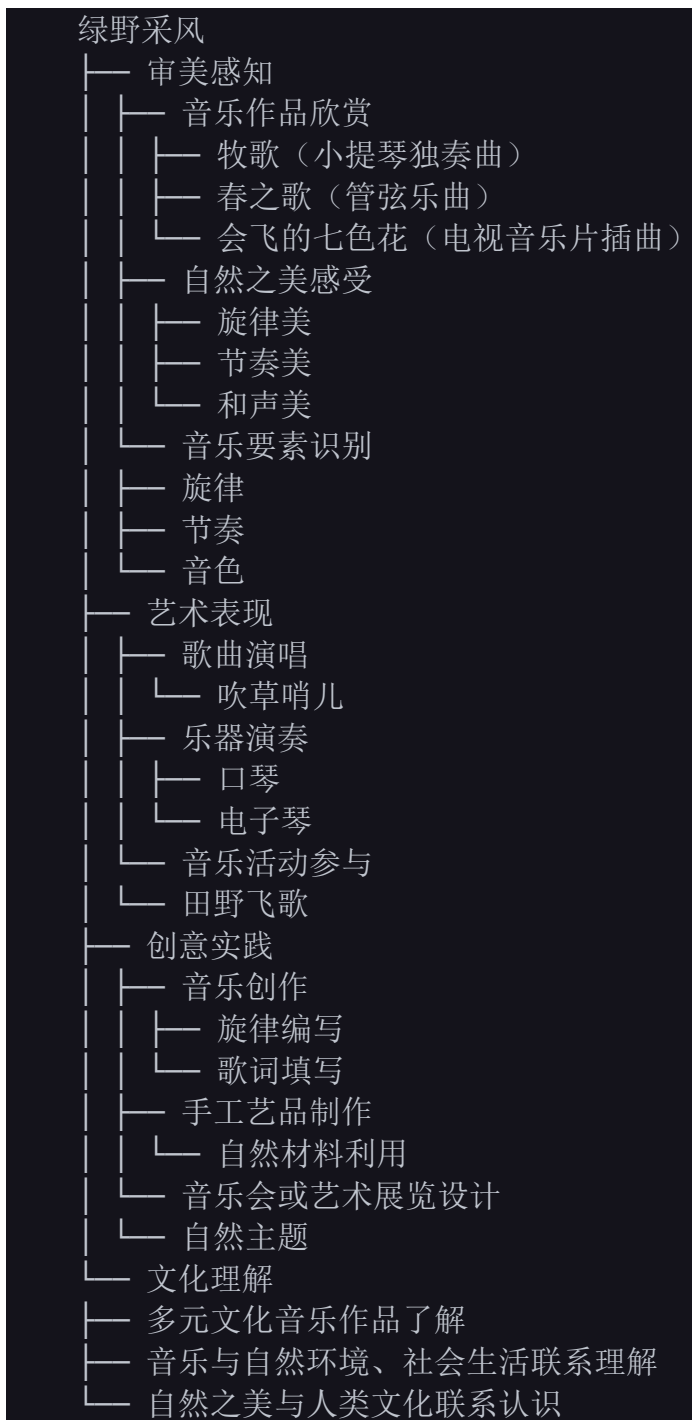 绿野采风
├── 审美感知
│ ├── 音乐作品欣赏
│ │ ├── 牧歌（小提琴独奏曲）
│ │ ├── 春之歌（管弦乐曲）
│ │ └── 会飞的七色花（电视音乐片插曲）
│ ├── 自然之美感受
│ │ ├── 旋律美
│ │ ├── 节奏美
│ │ └── 和声美
│ └── 音乐要素识别
│ ├── 旋律
│ ├── 节奏
│ └── 音色
├── 艺术表现
│ ├── 歌曲演唱
│ │ └── 吹草哨儿
│ ├── 乐器演奏
│ │ ├── 口琴
│ │ └── 电子琴
│ └── 音乐活动参与
│ └── 田野飞歌
├── 创意实践
│ ├── 音乐创作
│ │ ├── 旋律编写
│ │ └── 歌词填写
│ ├── 手工艺品制作
│ │ └── 自然材料利用
│ └── 音乐会或艺术展览设计
│ └── 自然主题
└── 文化理解
├── 多元文化音乐作品了解
├── 音乐与自然环境、社会生活联系理解
└── 自然之美与人类文化联系认识